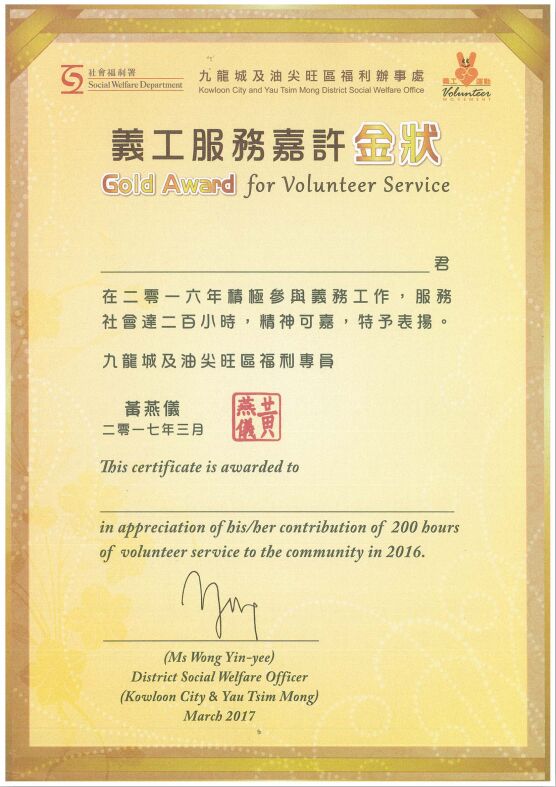 社會福利署
Social Welfare Department
九龍城及油尖旺區福利辦事處
Kowloon City and Yau Tsim Mong District Social Welfare Office
義工運動
Volunteer
MOVEMENT
義工服務嘉許金狀
Gold Award for Volunteer Service
君
在二零一六年積極參與義務工作，服務
社會達二百小時，精神可嘉，特予表揚。
九龍城及油尖旺區福利專員
黃燕儀
二零一七年三月
黃燕儀
This certificate is awarded to
in appreciation of his/her contribution of 200 hours
of volunteer service to the community in 2016.
(Ms Wong Yin-yee)
District Social Welfare Officer
(Kowloon City & Yau Tsim Mong)
March 2017